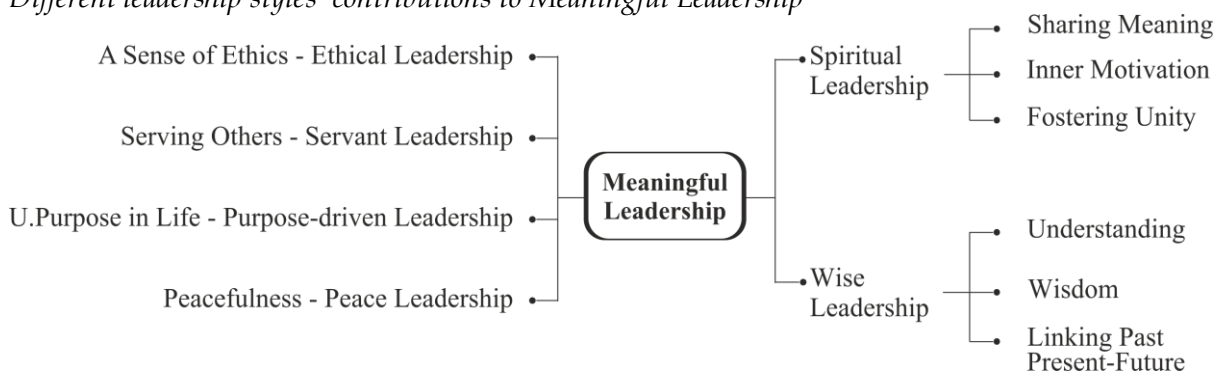 Different leadership styles' contributions to Meaningful Leadership
A Sense of Ethics - Ethical Leadership
Serving Others - Servant Leadership
U.Purpose in Life - Purpose-driven Leadership
Peacefulness - Peace Leadership
Meaningful
Leadership
Spiritual
Leadership
Sharing Meaning
Inner Motivation
Fostering Unity
Wise
Leadership
Understanding
Wisdom
Linking Past
Present-Future